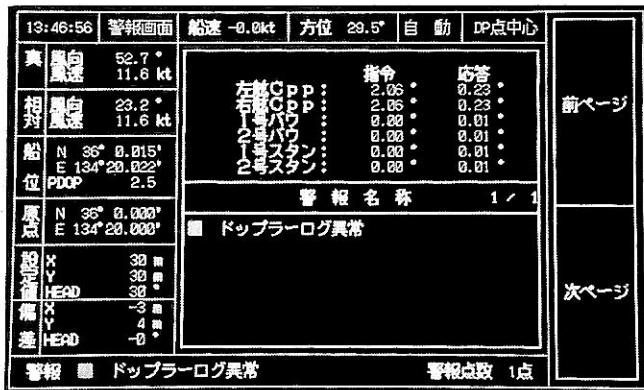 13:46:56 警報画面 船速 -0.0kt 方位 29.5° 自 動 DP点中心
真 風向 52.7 °
風速 11.6 kt
相対 風向 23.2 °
風速 11.6 kt
船位 N 36° 0.015'
E 134°20.022'
PDOP 2.5
原点 N 36° 0.000'
E 134°20.000'
設定値 X 30 m
Y 30 m
HEAD 30 °
偏差 X -3 m
Y 4 m
HEAD -0 °
指令 応答
左舷Cpp: 2.06 ° 0.23 °
右舷Cpp: 2.06 ° 0.23 °
1号バウ: 0.00 ° 0.01 °
2号バウ: 0.00 ° 0.01 °
1号スタン: 0.00 ° 0.01 °
2号スタン: 0.00 ° 0.01 °
警 報 名 称 1 / 1
ドップラーログ異常
前ページ
次ページ
警報 ドップラーログ異常 警報点数 1点